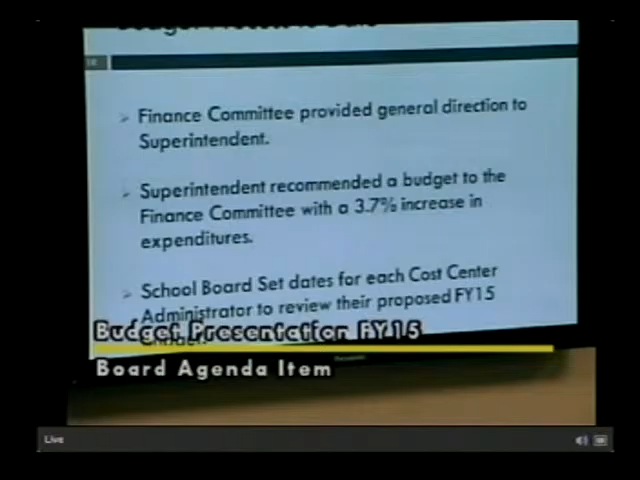 18
Finance Committee provided general direction to
Superintendent.
Superintendent recommended a budget to the
Finance Committee with a 3.7% increase in
expenditures.
School Board Set dates for each Cost Center
Administrator to review their proposed FY15
Budget Presentation FY15
Board Agenda Item
Live